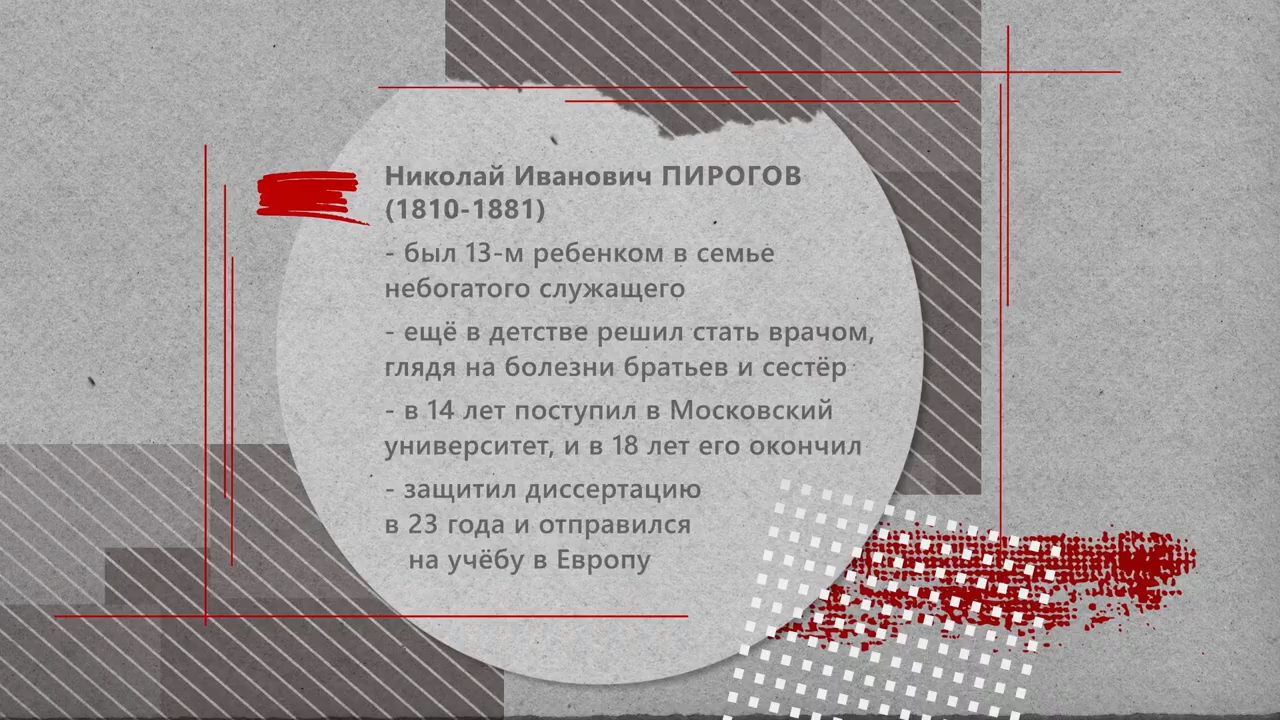 Николай Иванович ПИРОГОВ
(1810-1881)
- был 13-м ребенком в семье
небогатого служащего
- ещё в детстве решил стать врачом,
глядя на болезни братьев и сестёр
- в 14 лет поступил в Московский
университет, и в 18 лет его окончил
- защитил диссертацию
в 23 года и отправился
на учёбу в Европу